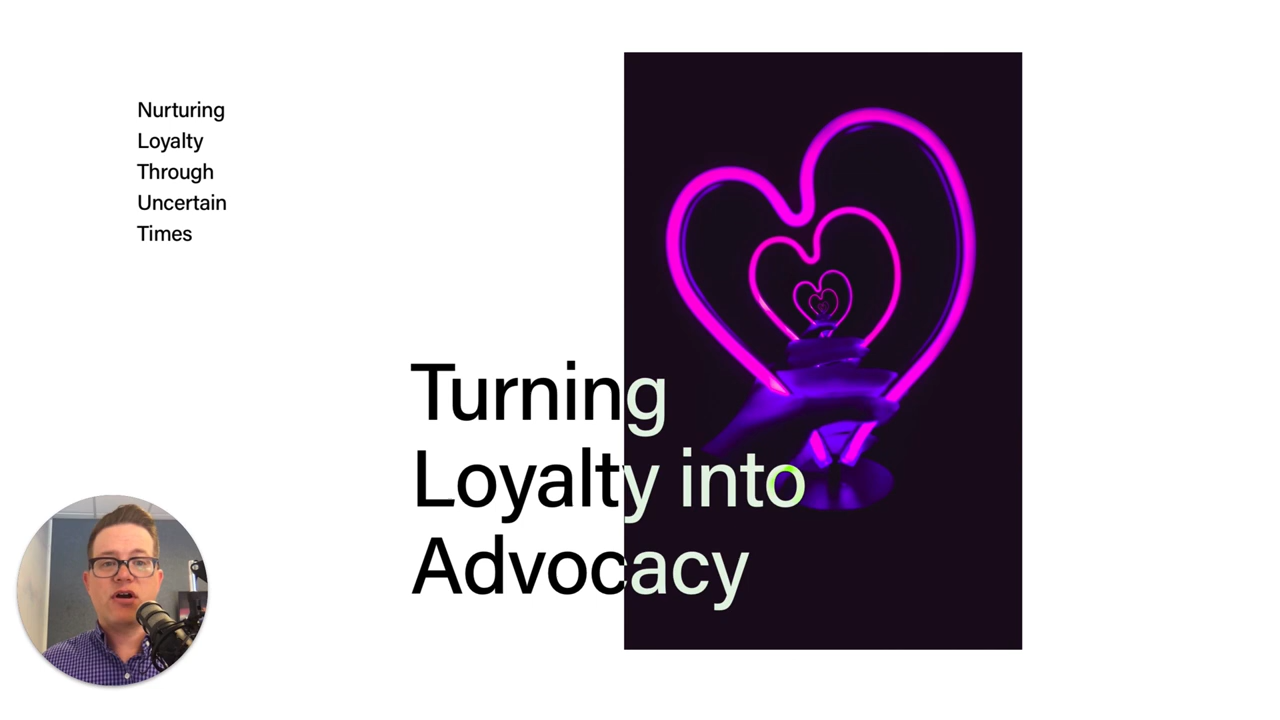 Nurturing
Loyalty
Through
Uncertain
Times
Turning
Loyalty into
Advocacy